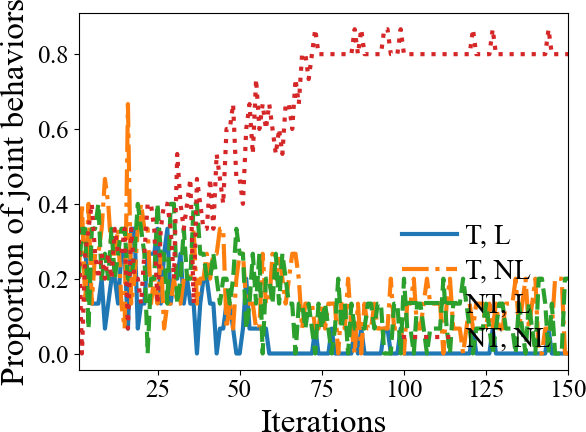 Proportion of joint behaviors
0.8
0.6
0.4
0.2
0.0
T, L
T, NL
NT, L
NT, NL
25
50
75
100
125
150
Iterations